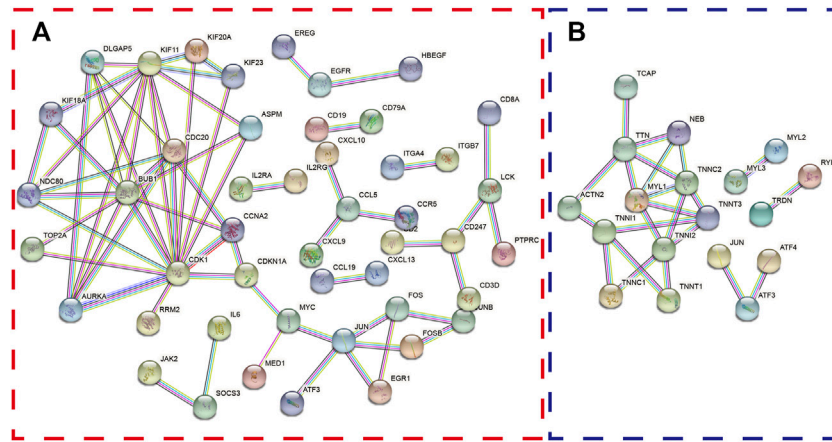 A
B
DLGAP5
KIF11
KIF20A
KIF23
KIF18A
ASPM
CDC20
NDC80
BUB1
TOP2A
CCNA2
CDK1
CDKN1A
AURKA
RRM2
IL6
JAK2
SOCS3
MYC
MED1
ATF3
JUN
FOS
FOSB
EGR1
EREG
EGFR
HBEGF
CD19
CD79A
CXCL10
IL2RA
IL2RG
ITGA4
ITGB7
CD8A
LCK
PTPRC
CCL5
CCR5
CXCL9
CD247
CCL19
CXCL13
CD3D
TCAP
TTN
NEB
MYL2
MYL3
TNNC2
MYL1
ACTN2
TNNT3
TRDN
TNNI1
TNNI2
TNNC1
TNNT1
JUN
ATF4
ATF3